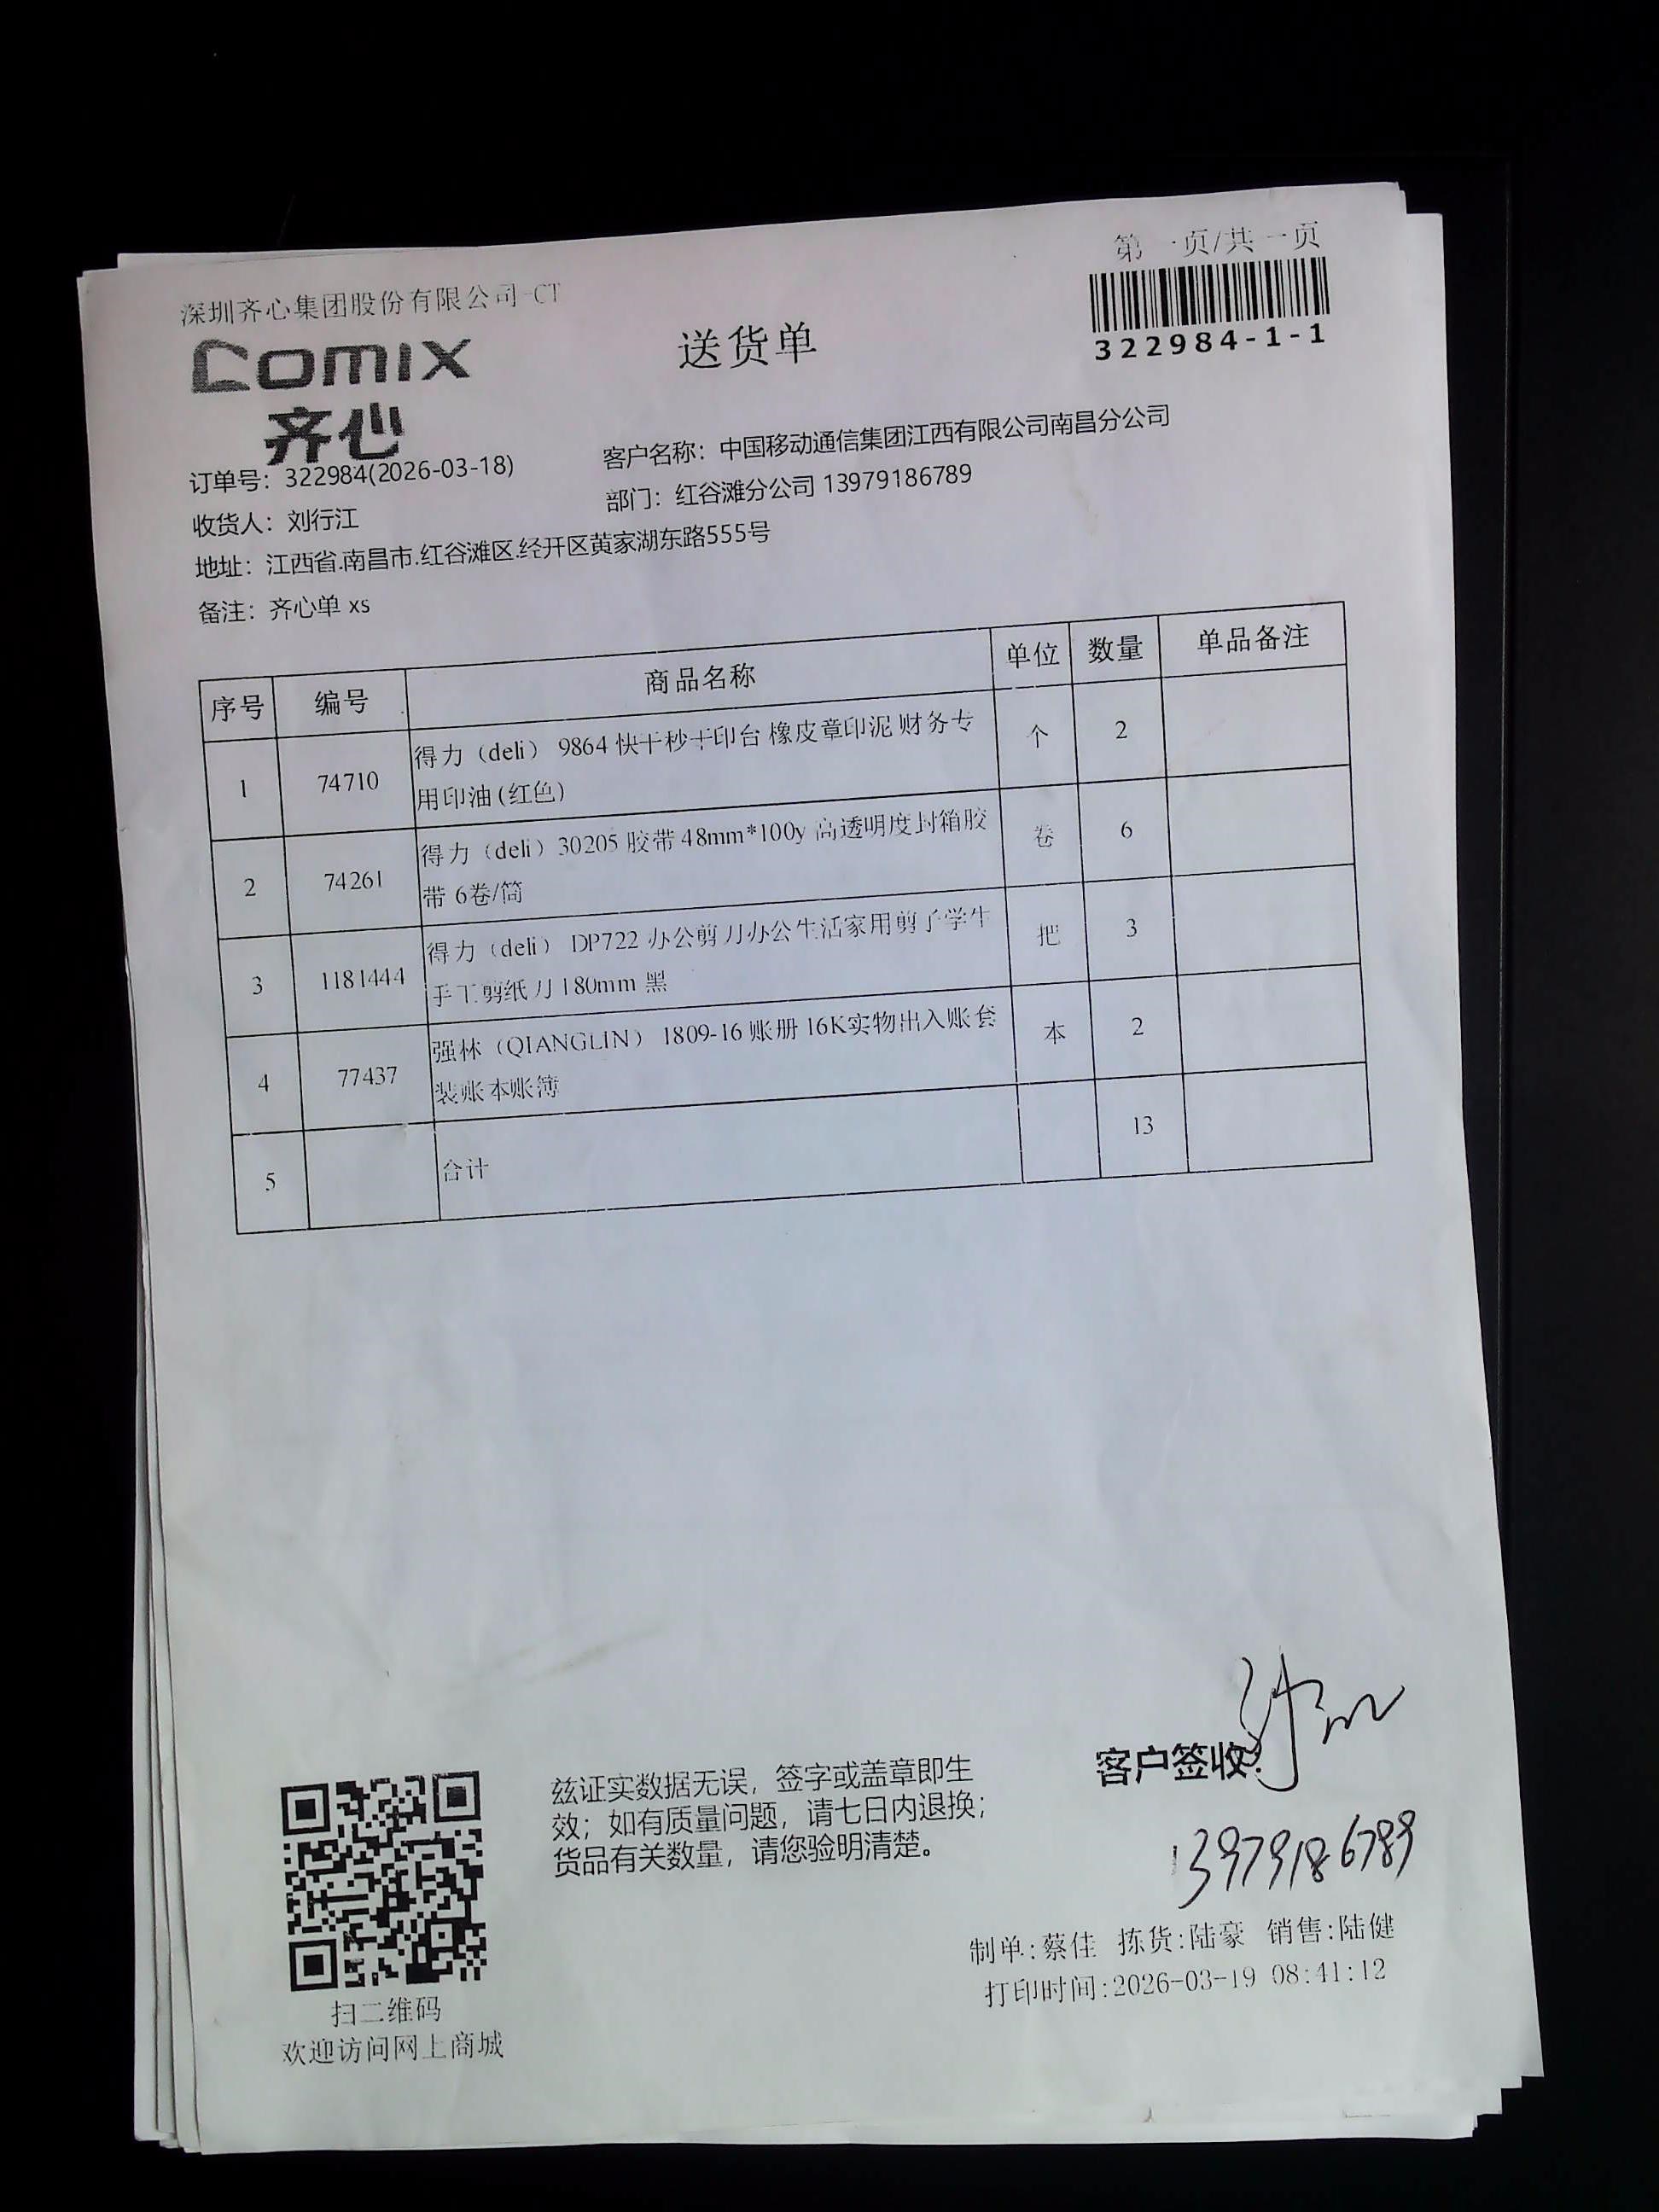 第一页/共一页
深圳齐心集团股份有限公司-CT
322984-1-1
comix
齐心
送货单
订单号：322984(2026-03-18)
客户名称：中国移动通信集团江西有限公司南昌分公司
收货人：刘行江
部门：红谷滩分公司 13979186789
地址：江西省.南昌市.红谷滩区.经开区黄家湖东路555号
备注：齐心单 xs
序号 编号 商品名称 单位 数量 单品备注
1 74710 得力（deli） 9864 快干秒干印台 橡皮章印泥 财务专 个 2
用印油(红色)
2 74261 得力（deli）30205 胶带 48mm*100y 高透明度封箱胶 卷 6
带 6卷/筒
3 1181444 得力（deli） DP722 办公剪刀办公生活家用剪子学生 把 3
手工剪纸刀 180mm 黑
4 77437 强林（QIANGLIN） 1809-16 账册 16K实物出入账套 本 2
装账本账簿
5 合计 13
兹证实数据无误，签字或盖章即生
效；如有质量问题，请七日内退换；
货品有关数量，请您验明清楚。
客户签收:
13979186789
制单:蔡佳 拣货:陆豪 销售:陆健
打印时间:2026-03-19 08:41:12
扫二维码
欢迎访问网上商城